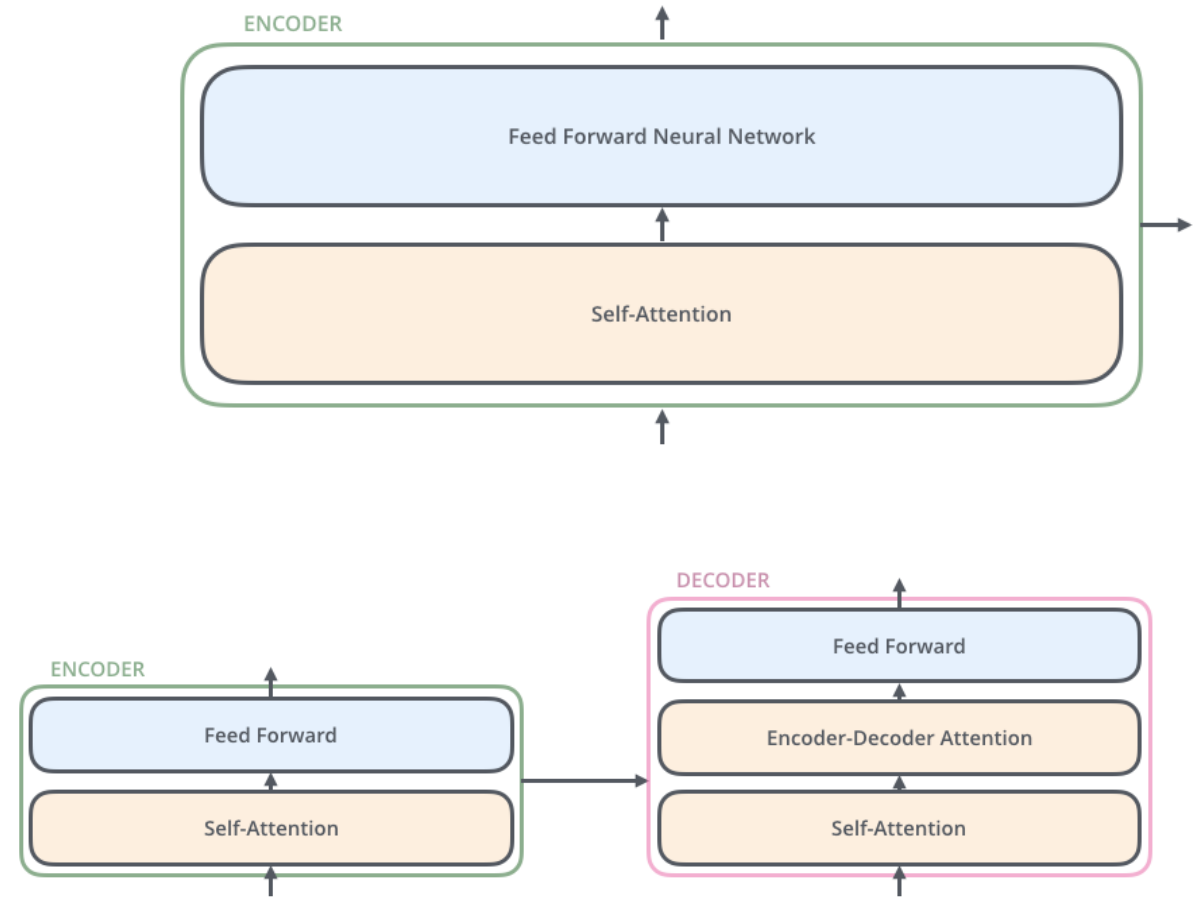 ENCODER
Feed Forward Neural Network
Self-Attention
DECODER
Feed Forward
ENCODER
Feed Forward
Encoder-Decoder Attention
Self-Attention
Self-Attention